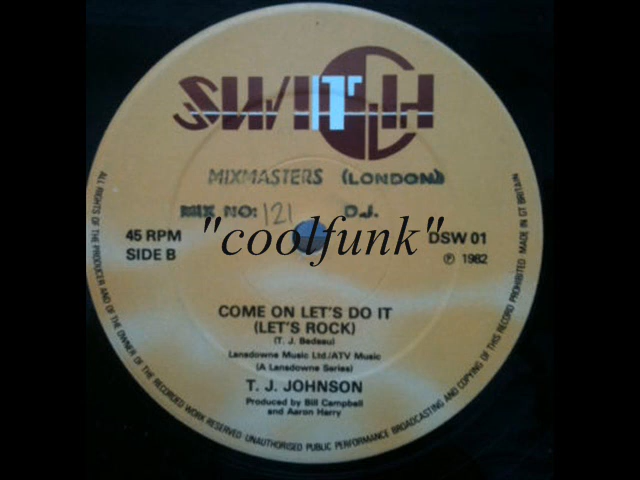 SWITCH
MIXMASTERS (LONDON)
MIX NO: 121 D.J.
"coolfunk"
45 RPM
SIDE B
DSW 01
℗ 1982
COME ON LET'S DO IT
(LET'S ROCK)
(T. J. Badeau)
Lansdowne Music Ltd./ATV Music
(A Lansdowne Series)
T. J. JOHNSON
Produced by Bill Campbell
and Aaron Harry
ALL RIGHTS OF THE PRODUCER AND OF THE OWNER OF THE RECORDED WORK RESERVED UNAUTHORISED PUBLIC PERFORMANCE BROADCASTING AND COPYING OF THIS RECORD PROHIBITED MADE IN GT BRITAIN